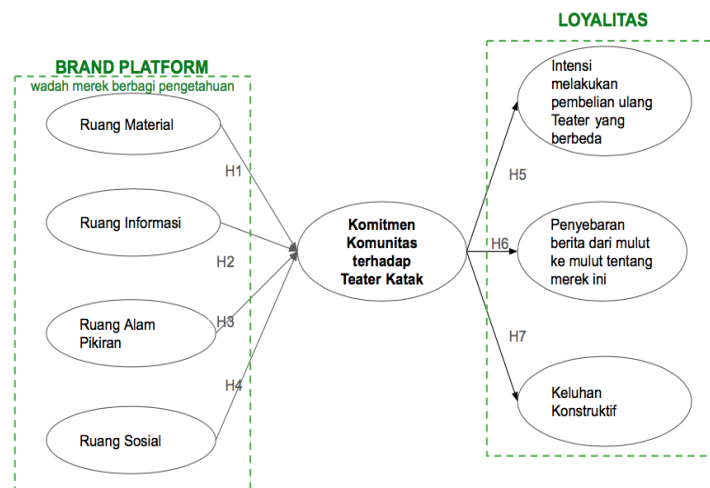 BRAND PLATFORM
wadah merek berbagi pengetahuan
Ruang Material
Ruang Informasi
Ruang Alam
Pikiran
Ruang Sosial
H1
H2
H3
H4
Komitmen
Komunitas
terhadap
Teater Katak
H5
H6
H7
LOYALITAS
Intensi
melakukan
pembelian ulang
Teater yang
berbeda
Penyebaran
berita dari mulut
ke mulut tentang
merek ini
Keluhan
Konstruktif